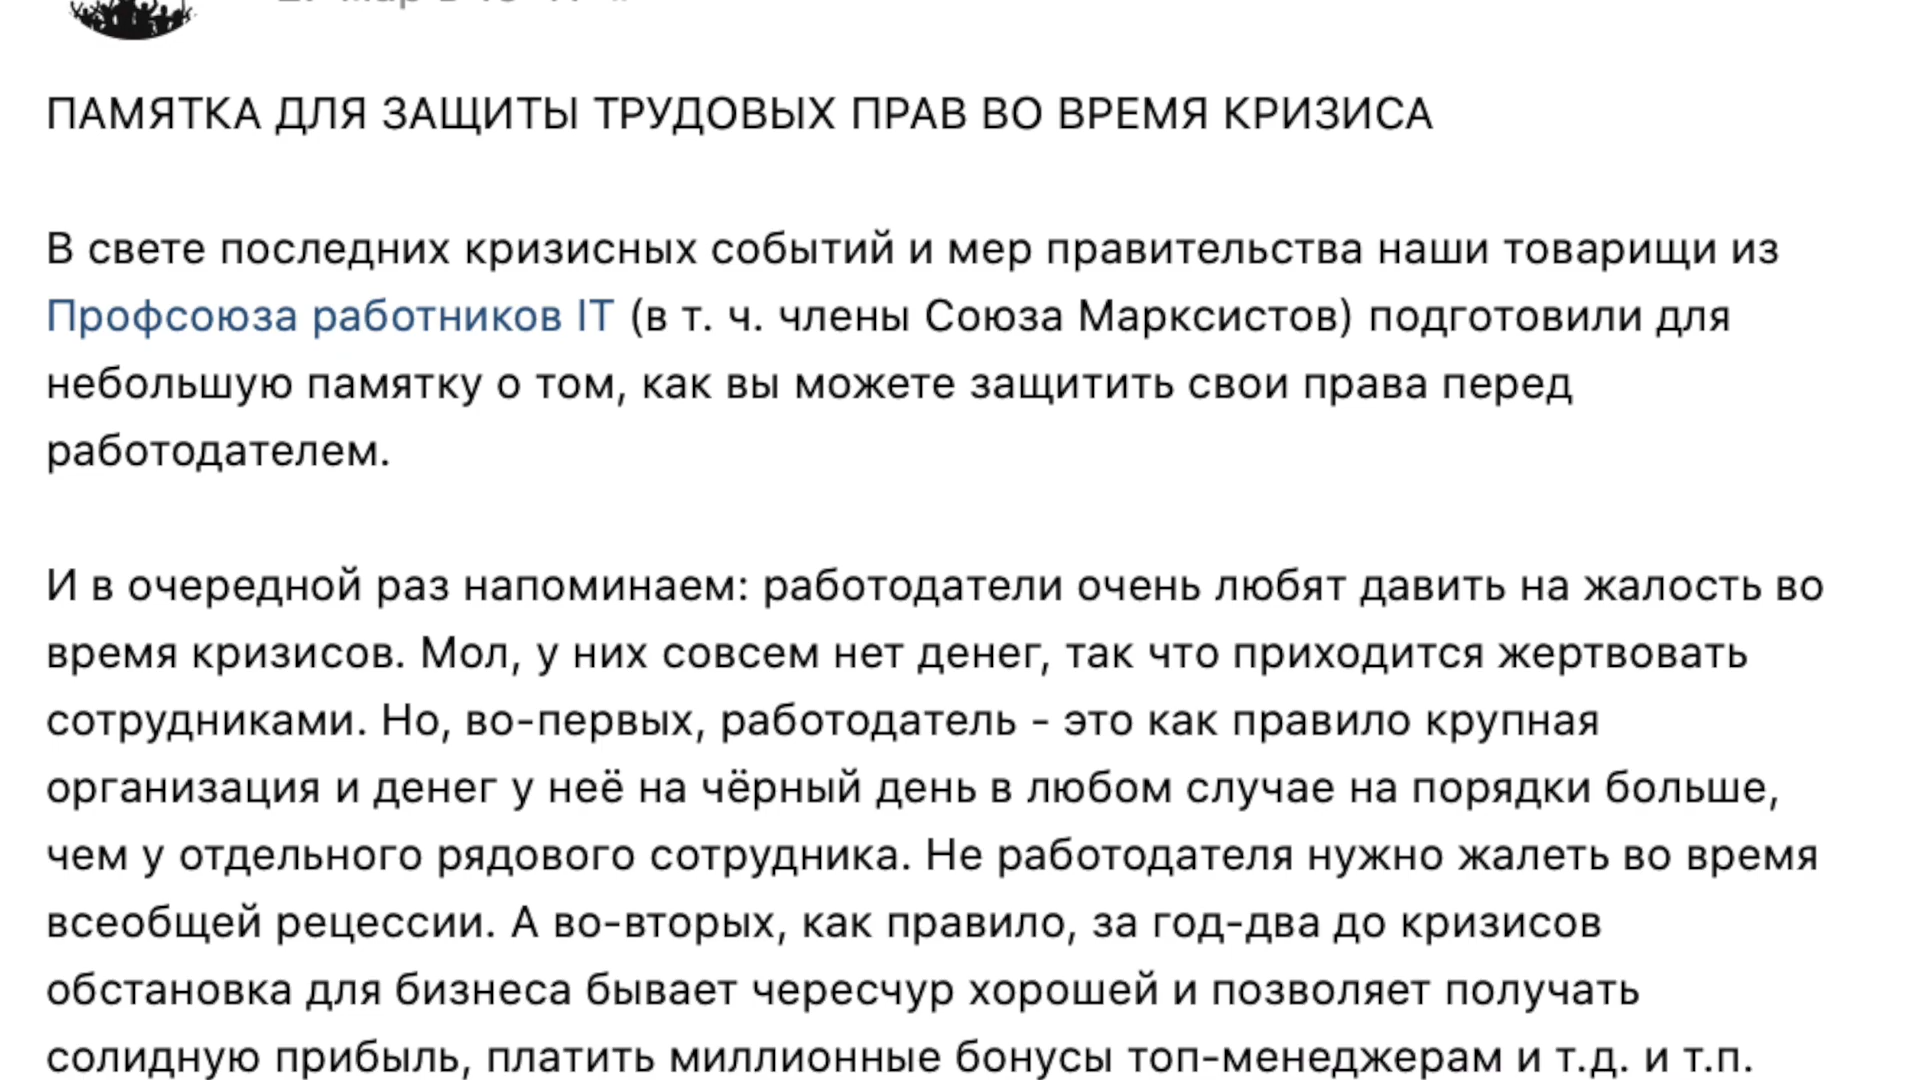 ПАМЯТКА ДЛЯ ЗАЩИТЫ ТРУДОВЫХ ПРАВ ВО ВРЕМЯ КРИЗИСА
В свете последних кризисных событий и мер правительства наши товарищи из
Профсоюза работников IT (в т. ч. члены Союза Марксистов) подготовили для
небольшую памятку о том, как вы можете защитить свои права перед
работодателем.
И в очередной раз напоминаем: работодатели очень любят давить на жалость во
время кризисов. Мол, у них совсем нет денег, так что приходится жертвовать
сотрудниками. Но, во-первых, работодатель - это как правило крупная
организация и денег у неё на чёрный день в любом случае на порядки больше,
чем у отдельного рядового сотрудника. Не работодателя нужно жалеть во время
всеобщей рецессии. А во-вторых, как правило, за год-два до кризисов
обстановка для бизнеса бывает чересчур хорошей и позволяет получать
солидную прибыль, платить миллионные бонусы топ-менеджерам и т.д. и т.п.